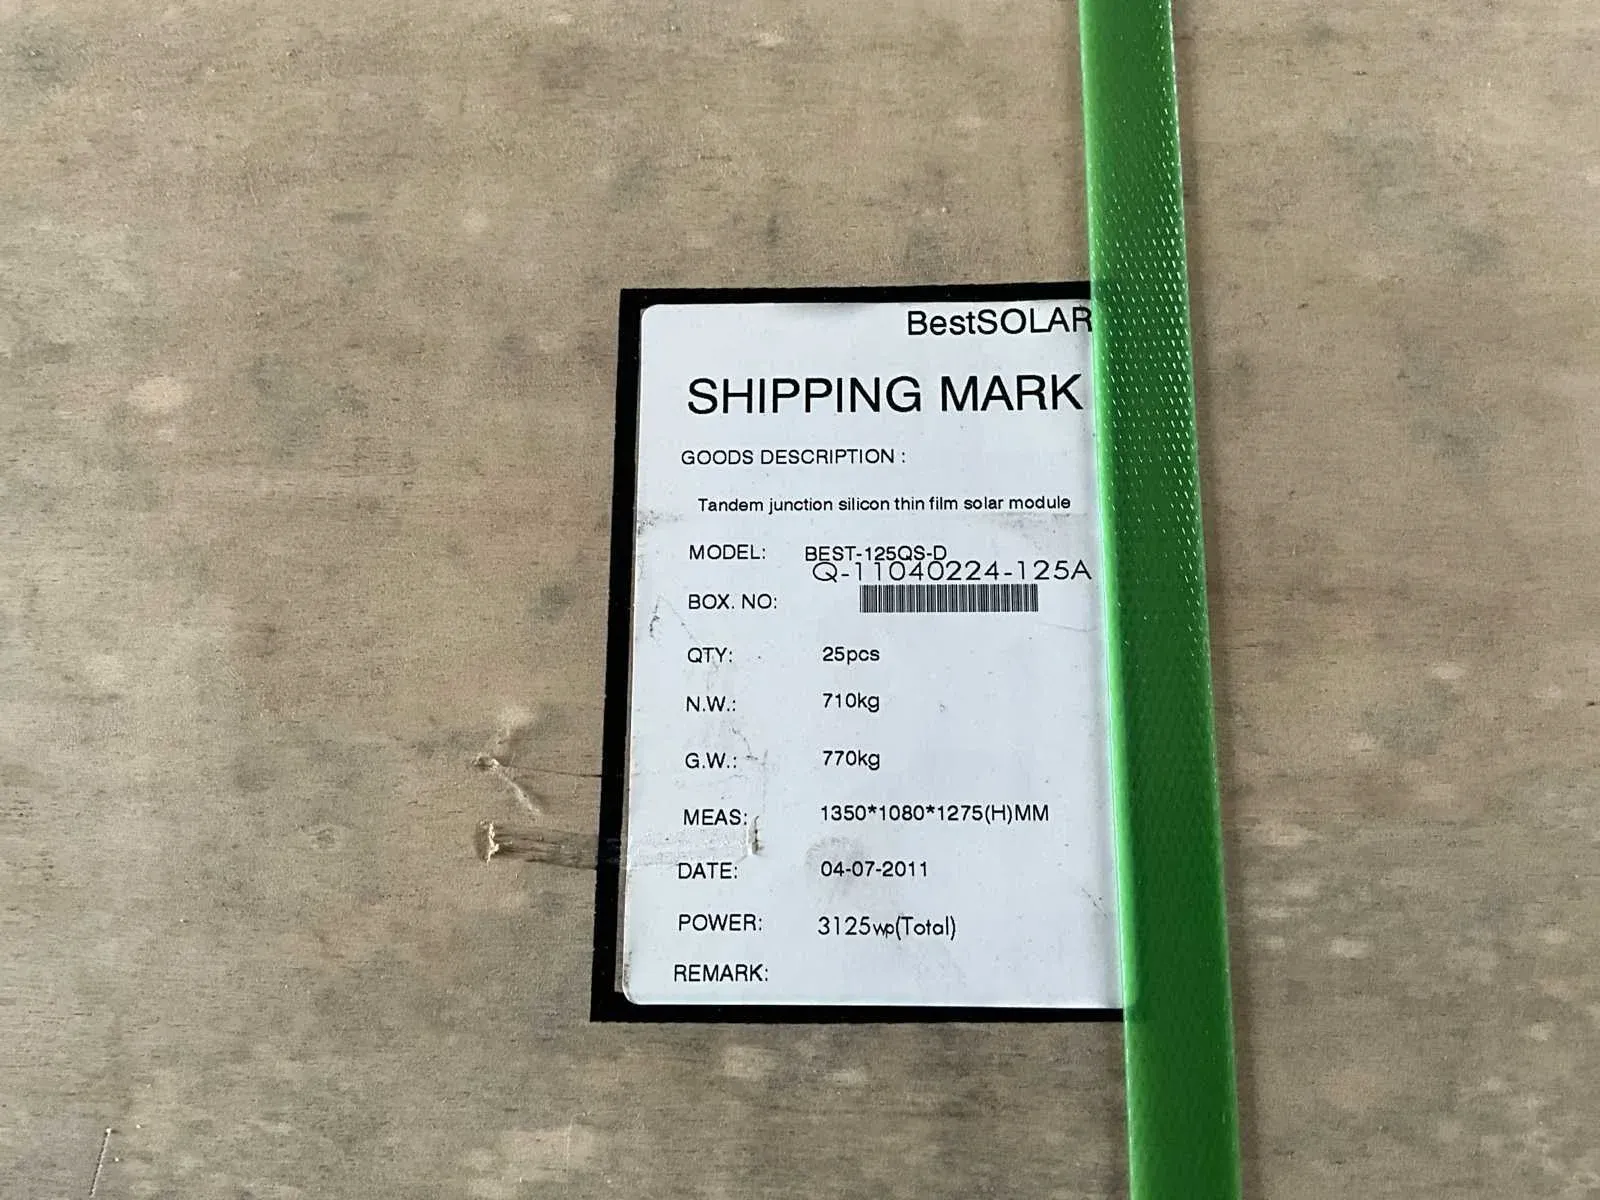 BestSOLAR
SHIPPING MARK
GOODS DESCRIPTION :
Tandem junction silicon thin film solar module
MODEL: BEST-125QS-D
Q-11040224-125A
BOX. NO:
QTY: 25pcs
N.W.: 710kg
G.W.: 770kg
MEAS: 1350*1080*1275(H)MM
DATE: 04-07-2011
POWER: 3125wp(Total)
REMARK: